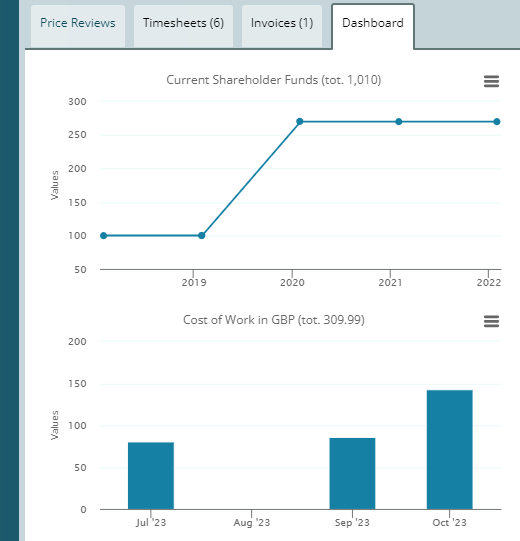 Price Reviews
Timesheets (6)
Invoices (1)
Dashboard
Current Shareholder Funds (tot. 1,010)
300
250
200
150
100
50
Values
2019
2020
2021
2022
Cost of Work in GBP (tot. 309.99)
200
150
100
50
0
Values
Jul '23
Aug '23
Sep '23
Oct '23